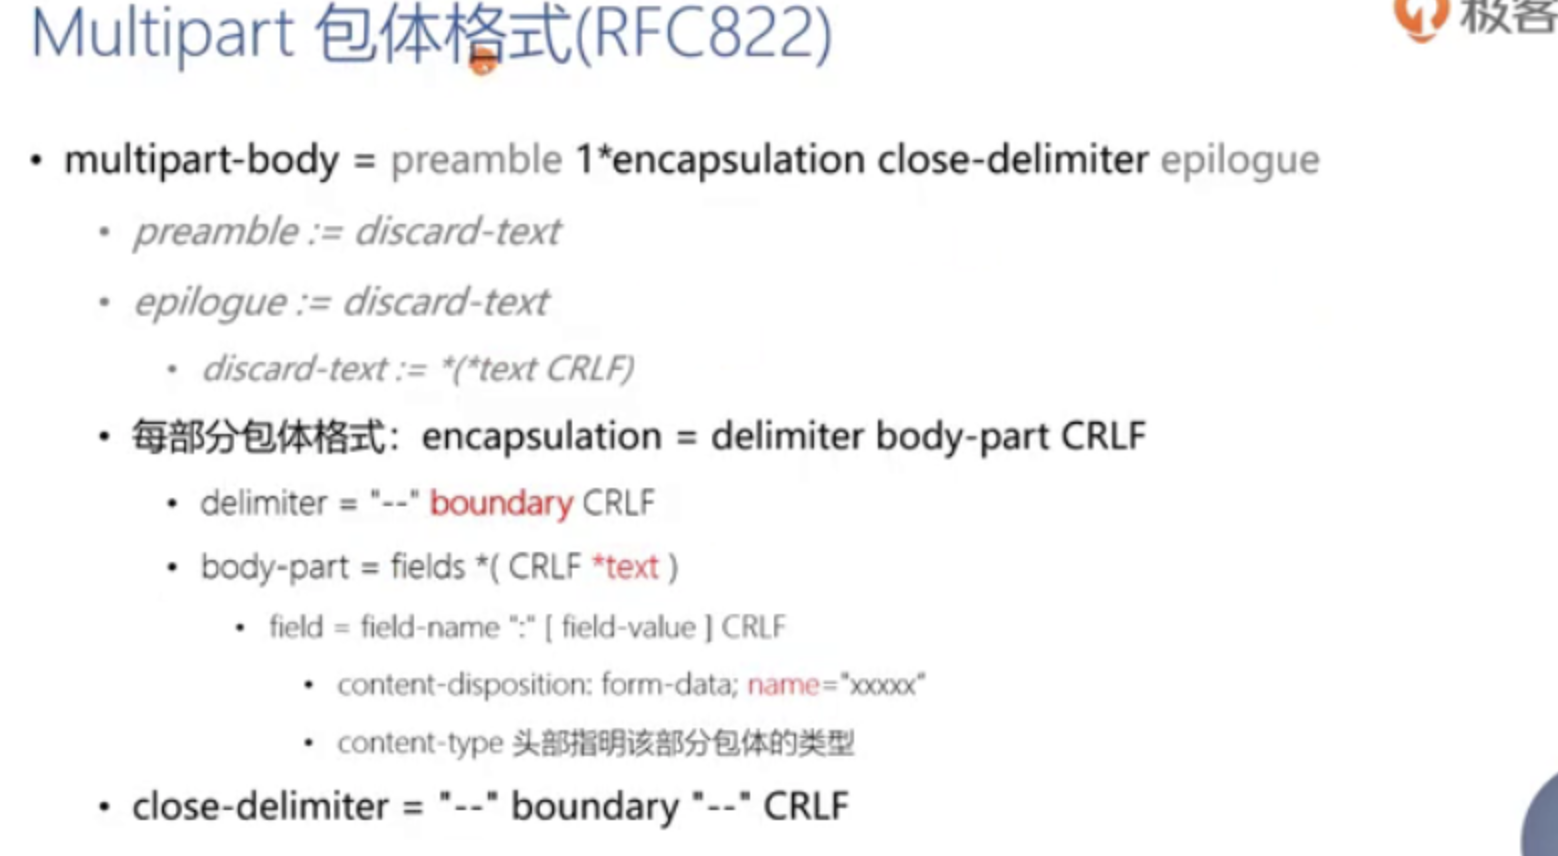 Multipart 包体格式(RFC822)
极客
• multipart-body = preamble 1*encapsulation close-delimiter epilogue
• preamble := discard-text
• epilogue := discard-text
• discard-text := *(*text CRLF)
• 每部分包体格式：encapsulation = delimiter body-part CRLF
• delimiter = "--" boundary CRLF
• body-part = fields *( CRLF *text )
• field = field-name ":" [ field-value ] CRLF
• content-disposition: form-data; name="xxxxx"
• content-type 头部指明该部分包体的类型
• close-delimiter = "--" boundary "--" CRLF